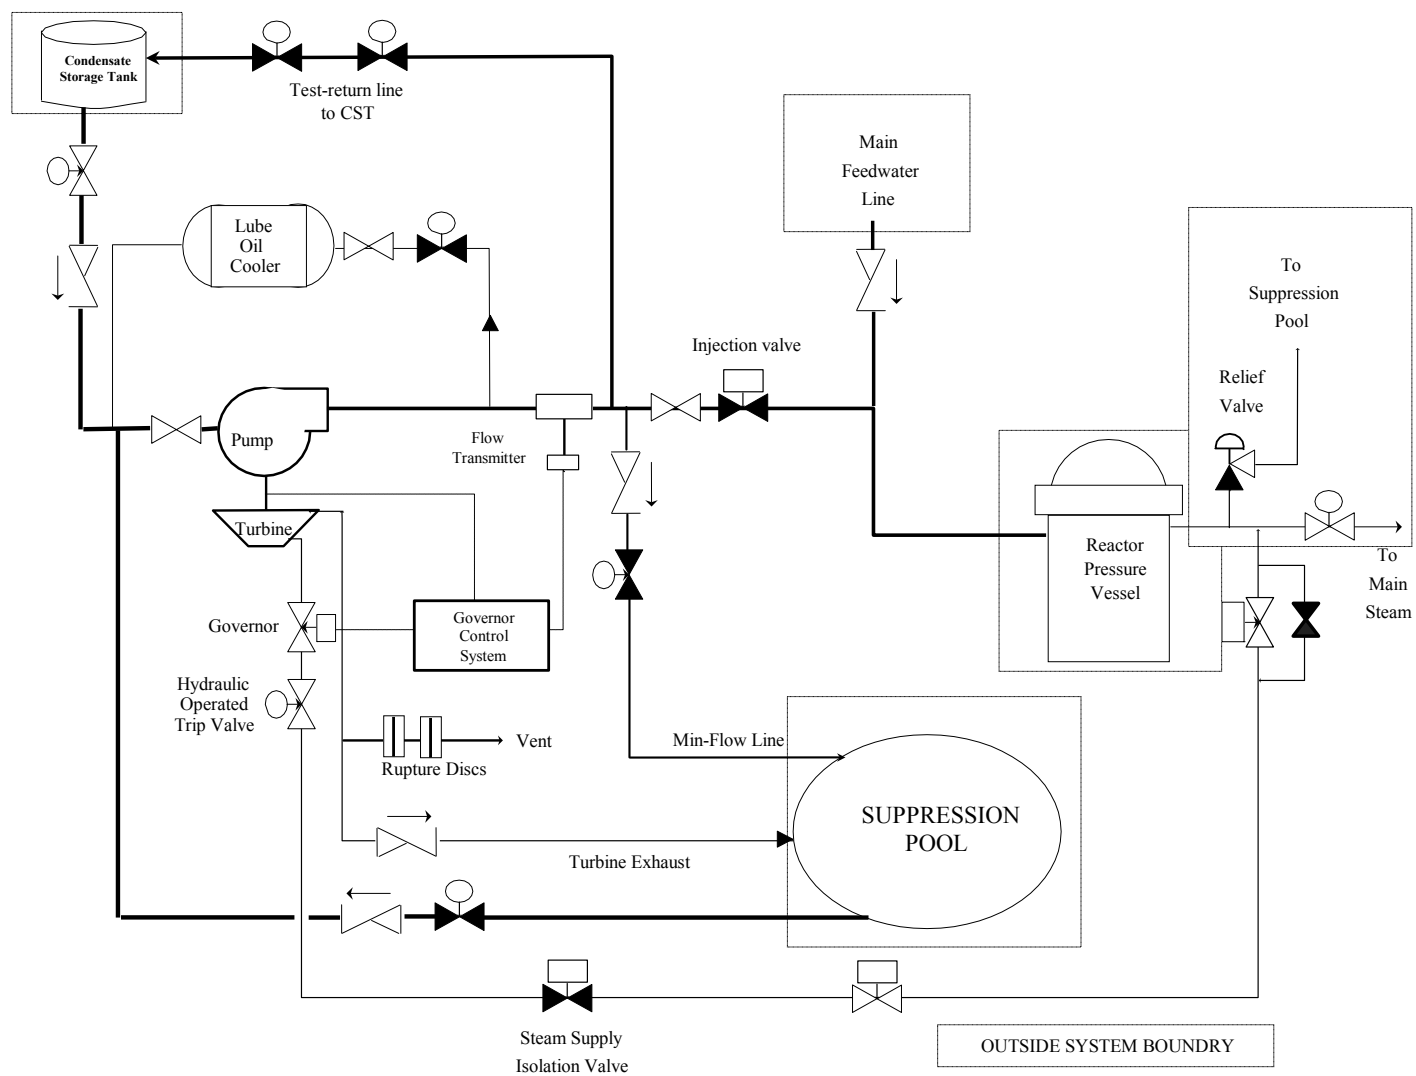 Condensate
Storage Tank
Test-return line
to CST
Main
Feedwater
Line
Lube
Oil
Cooler
To
Suppression
Pool
Injection valve
Relief
Valve
Pump
Flow
Transmitter
Turbine
Reactor
Pressure
Vessel
To
Main
Steam
Governor
Governor
Control
System
Hydraulic
Operated
Trip Valve
Vent
Rupture Discs
Min-Flow Line
SUPPRESSION
POOL
Turbine Exhaust
Steam Supply
Isolation Valve
OUTSIDE SYSTEM BOUNDRY